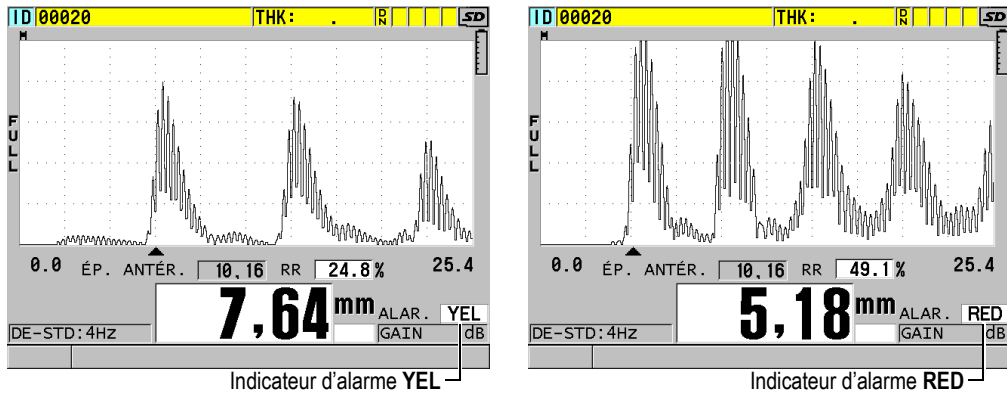 ID 00020 THK: . DN SD
FULL
0.0 ÉP. ANTÉR. 10,16 RR 24.8 % 25.4
7,64 mm ALAR. YEL
DE-STD:4Hz GAIN dB
Indicateur d'alarme YEL
ID 00020 THK: . DN SD
FULL
0.0 ÉP. ANTÉR. 10,16 RR 49.1 % 25.4
5,18 mm ALAR. RED
DE-STD:4Hz GAIN dB
Indicateur d'alarme RED